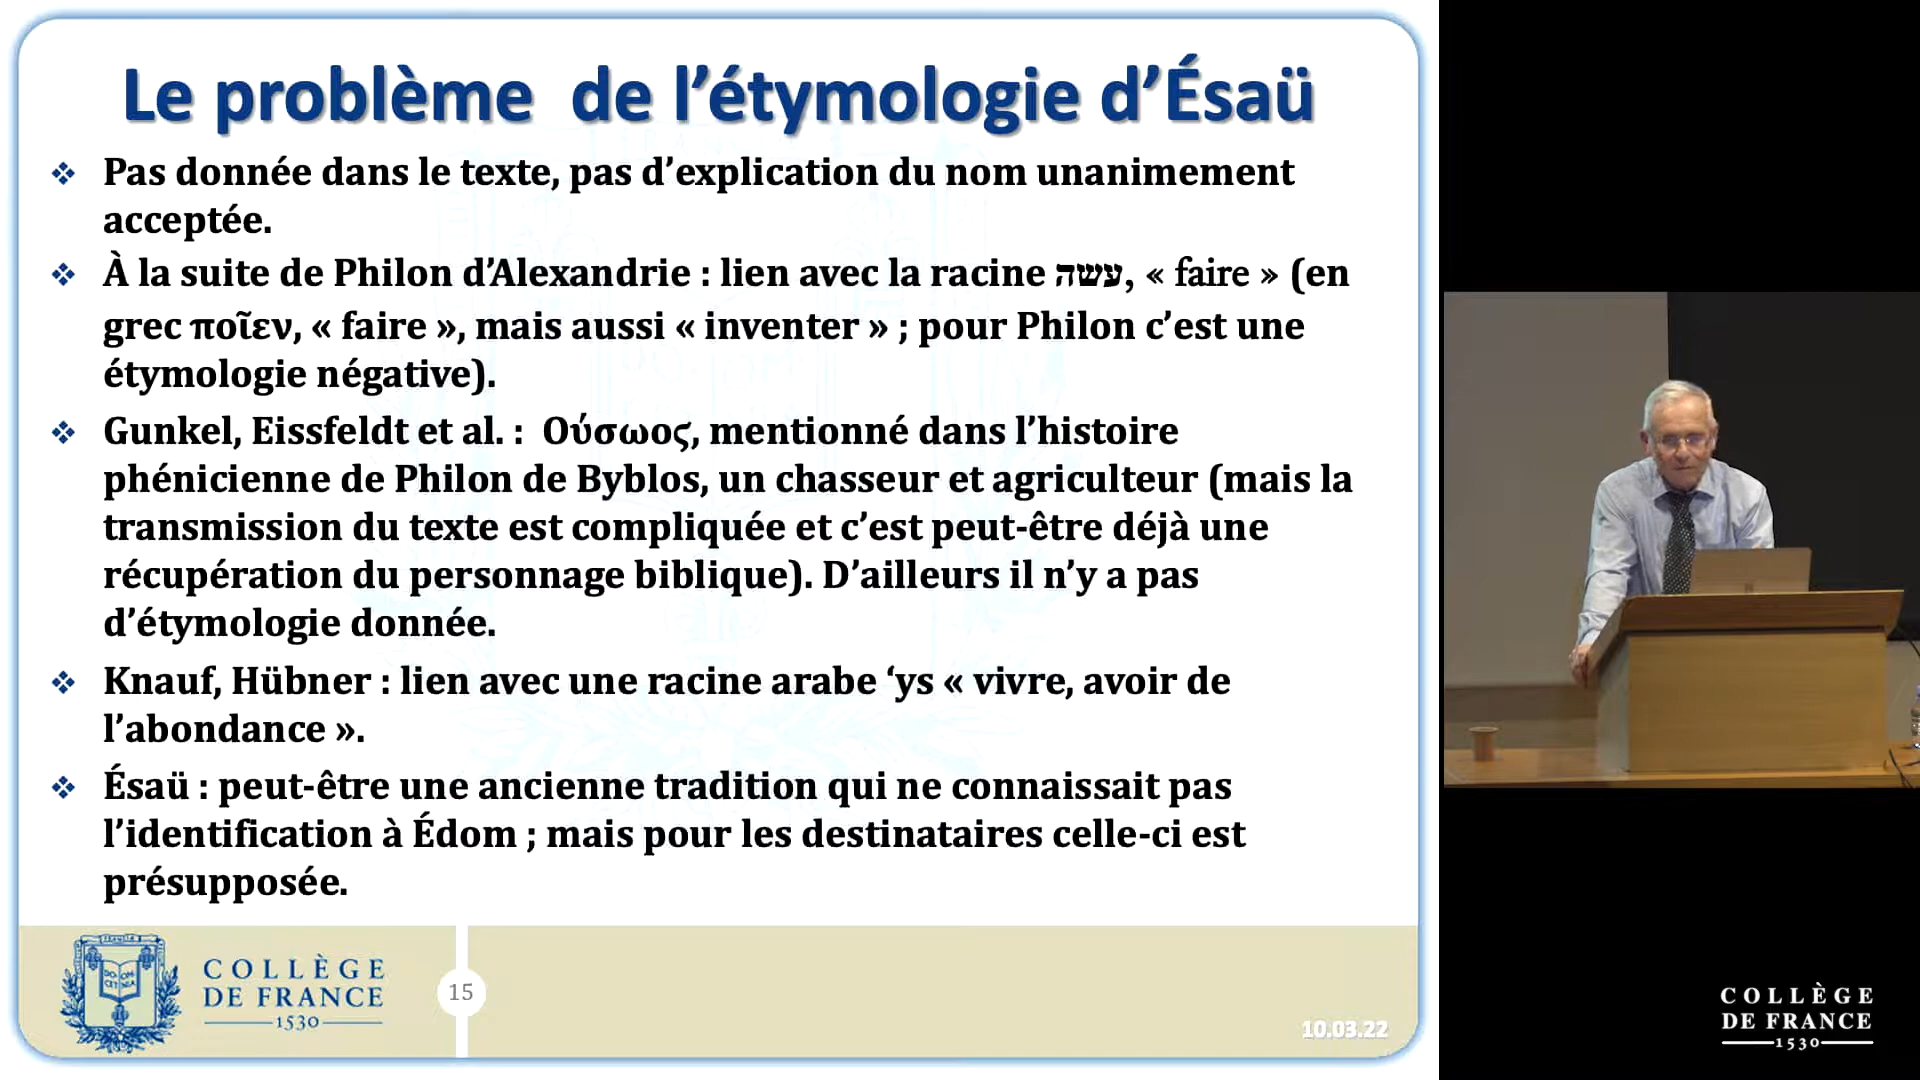 Le problème  de l’étymologie d’Ésaü
❖ Pas donnée dans le texte, pas d’explication du nom unanimement
acceptée.
❖ À la suite de Philon d’Alexandrie : lien avec la racine עשה, « faire » (en
grec ποῖεν, « faire », mais aussi « inventer » ; pour Philon c’est une
étymologie négative).
❖ Gunkel, Eissfeldt et al. :  Οὐσωος, mentionné dans l’histoire
phénicienne de Philon de Byblos, un chasseur et agriculteur (mais la
transmission du texte est compliquée et c’est peut-être déjà une
récupération du personnage biblique). D’ailleurs il n’y a pas
d’étymologie donnée.
❖ Knauf, Hübner : lien avec une racine arabe ‘ys « vivre, avoir de
l’abondance ».
❖ Ésaü : peut-être une ancienne tradition qui ne connaissait pas
l’identification à Édom ; mais pour les destinataires celle-ci est
présupposée.
COLLÈGE
DE FRANCE
1530
15
10.03.22
COLLÈGE
DE FRANCE
1530